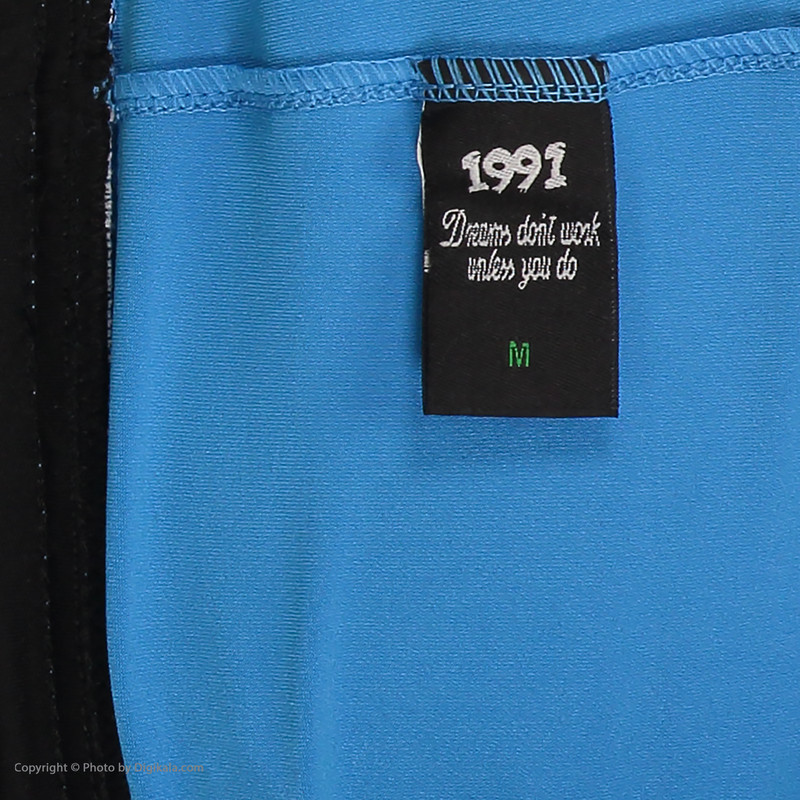 1991
Dreams don't work
unless you do
M
Copyright © Photo by Digikala.com